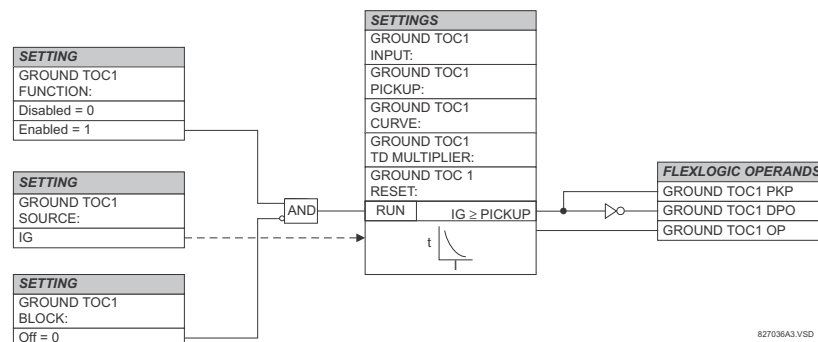 SETTING
GROUND TOC1
FUNCTION:
Disabled = 0
Enabled = 1
SETTING
GROUND TOC1
SOURCE:
IG
SETTING
GROUND TOC1
BLOCK:
Off = 0
AND
SETTINGS
GROUND TOC1
INPUT:
GROUND TOC1
PICKUP:
GROUND TOC1
CURVE:
GROUND TOC1
TD MULTIPLIER:
GROUND TOC 1
RESET:
RUN
IG ≥ PICKUP
t
I
FLEXLOGIC OPERANDS
GROUND TOC1 PKP
GROUND TOC1 DPO
GROUND TOC1 OP
827036A3.VSD